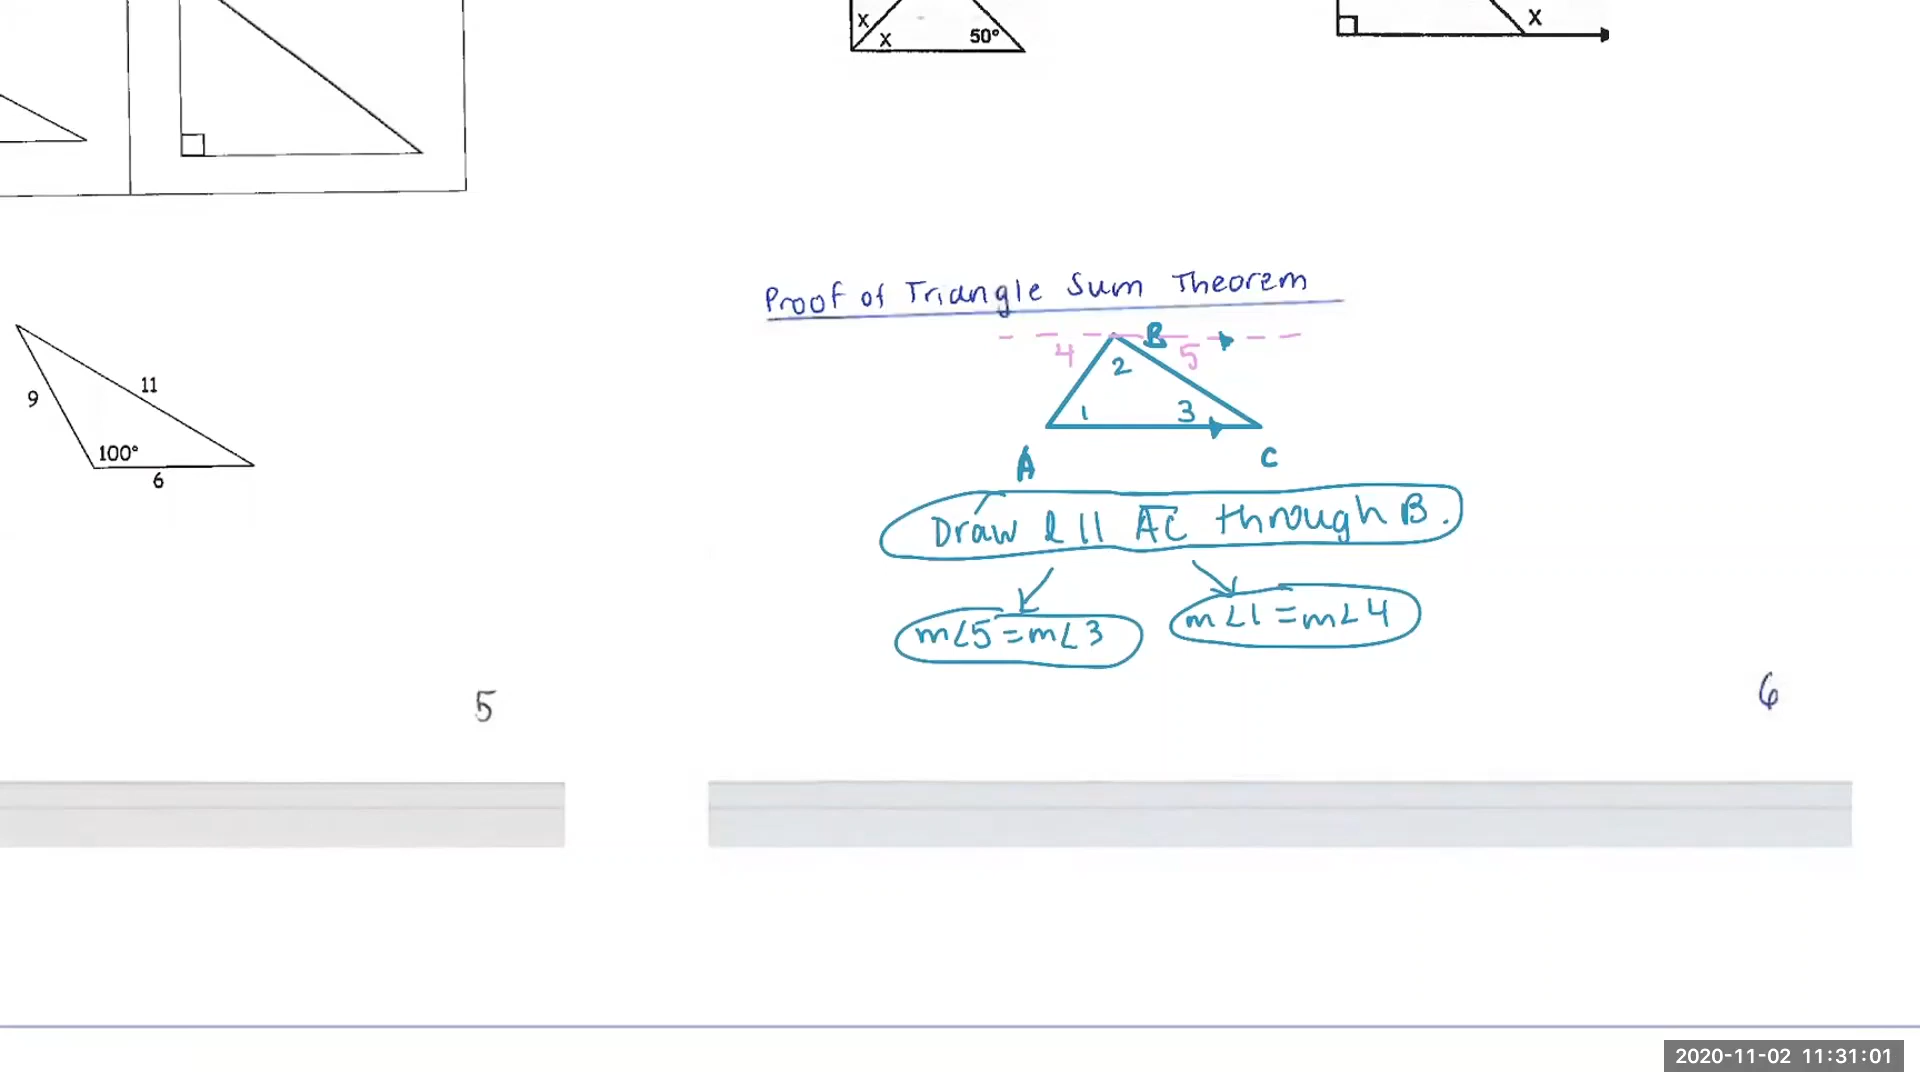 x
x
50°
x
Proof of Triangle Sum Theorem
B
4
5
2
1
3
A
C
9
11
100°
6
Draw l || AC through B.
m∠5=m∠3
m∠1=m∠4
5
6
2020-11-02 11:31:01